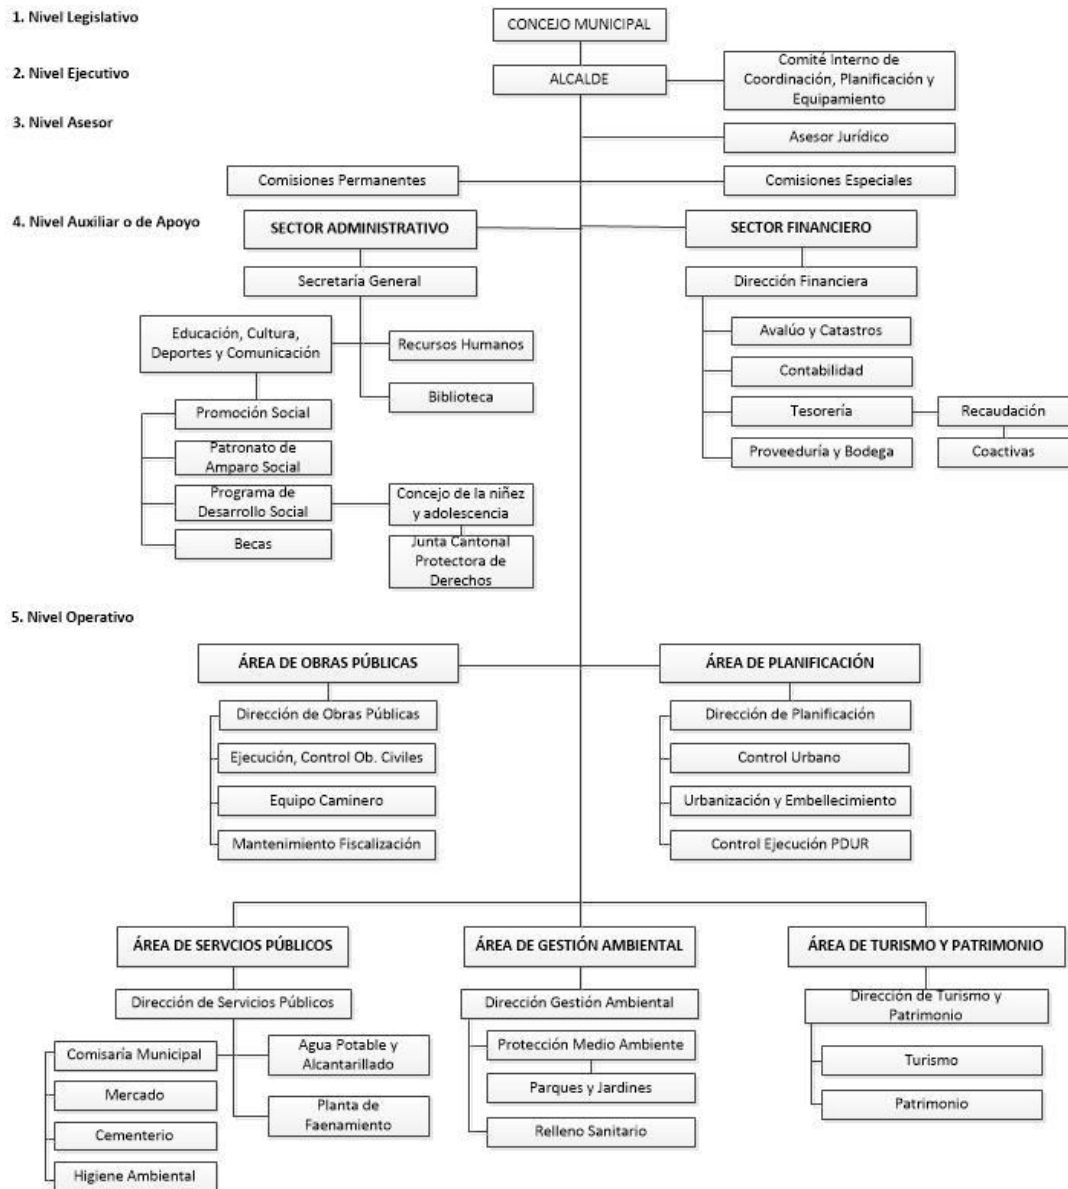 1. Nivel Legislativo
CONCEJO MUNICIPAL
2. Nivel Ejecutivo
ALCALDE
Comité Interno de
Coordinación, Planificación y
Equipamiento
3. Nivel Asesor
Asesor Jurídico
Comisiones Permanentes
Comisiones Especiales
4. Nivel Auxiliar o de Apoyo
SECTOR ADMINISTRATIVO
SECTOR FINANCIERO
Secretaría General
Dirección Financiera
Educación, Cultura,
Deportes y Comunicación
Recursos Humanos
Biblioteca
Promoción Social
Patronato de
Amparo Social
Programa de
Desarrollo Social
Becas
Concejo de la niñez
y adolescencia
Junta Cantonal
Protectora de
Derechos
Avalúo y Catastros
Contabilidad
Tesorería
Recaudación
Proveeduría y Bodega
Coactivas
5. Nivel Operativo
ÁREA DE OBRAS PÚBLICAS
ÁREA DE PLANIFICACIÓN
Dirección de Obras Públicas
Ejecución, Control Ob. Civiles
Equipo Caminero
Mantenimiento Fiscalización
Dirección de Planificación
Control Urbano
Urbanización y Embellecimiento
Control Ejecución PDUR
ÁREA DE SERVCIOS PÚBLICOS
ÁREA DE GESTIÓN AMBIENTAL
ÁREA DE TURISMO Y PATRIMONIO
Dirección de Servicios Públicos
Comisaría Municipal
Mercado
Cementerio
Higiene Ambiental
Agua Potable y
Alcantarillado
Planta de
Faenamiento
Dirección Gestión Ambiental
Protección Medio Ambiente
Parques y Jardines
Relleno Sanitario
Dirección de Turismo y
Patrimonio
Turismo
Patrimonio